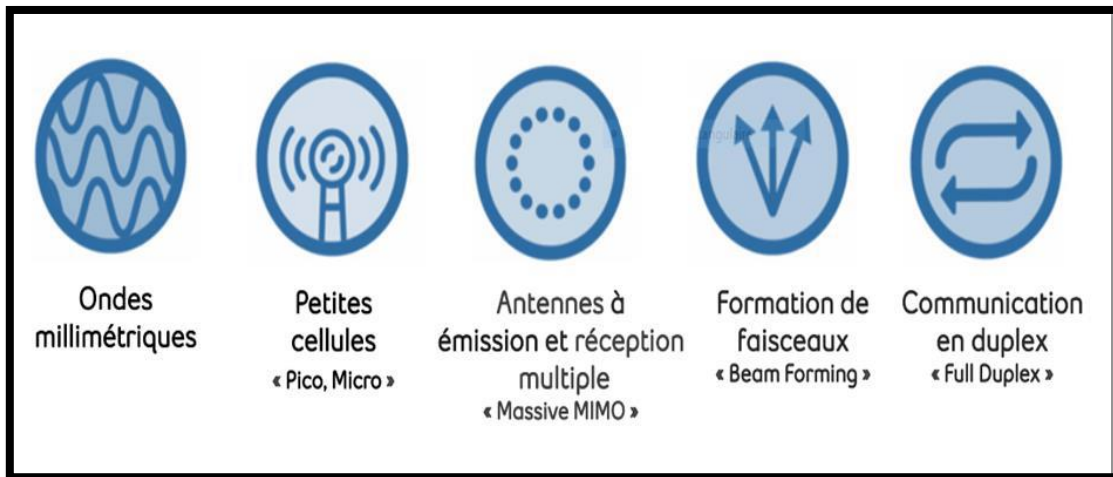 Ondes
millimétriques
Petites
cellules
« Pico, Micro »
Antennes à
émission et réception
multiple
« Massive MIMO »
Formation de
faisceaux
« Beam Forming »
Communication
en duplex
« Full Duplex »